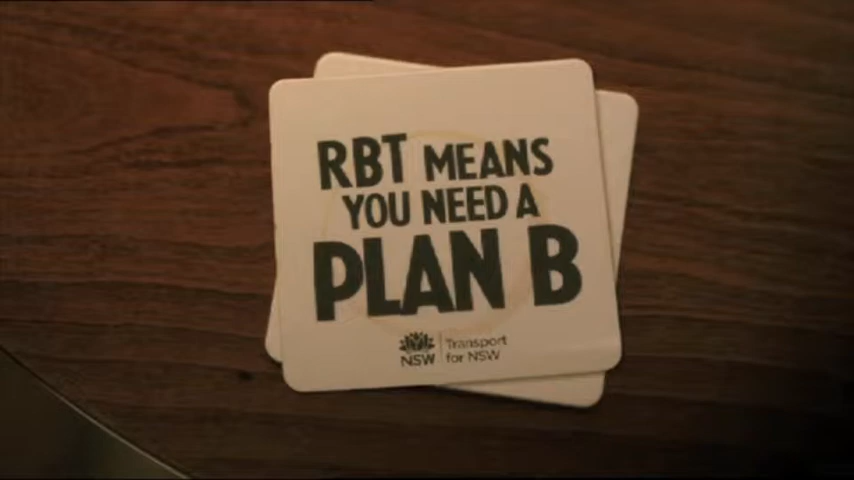 RBT MEANS
YOU NEED A
PLAN B
NSW
Transport
for NSW